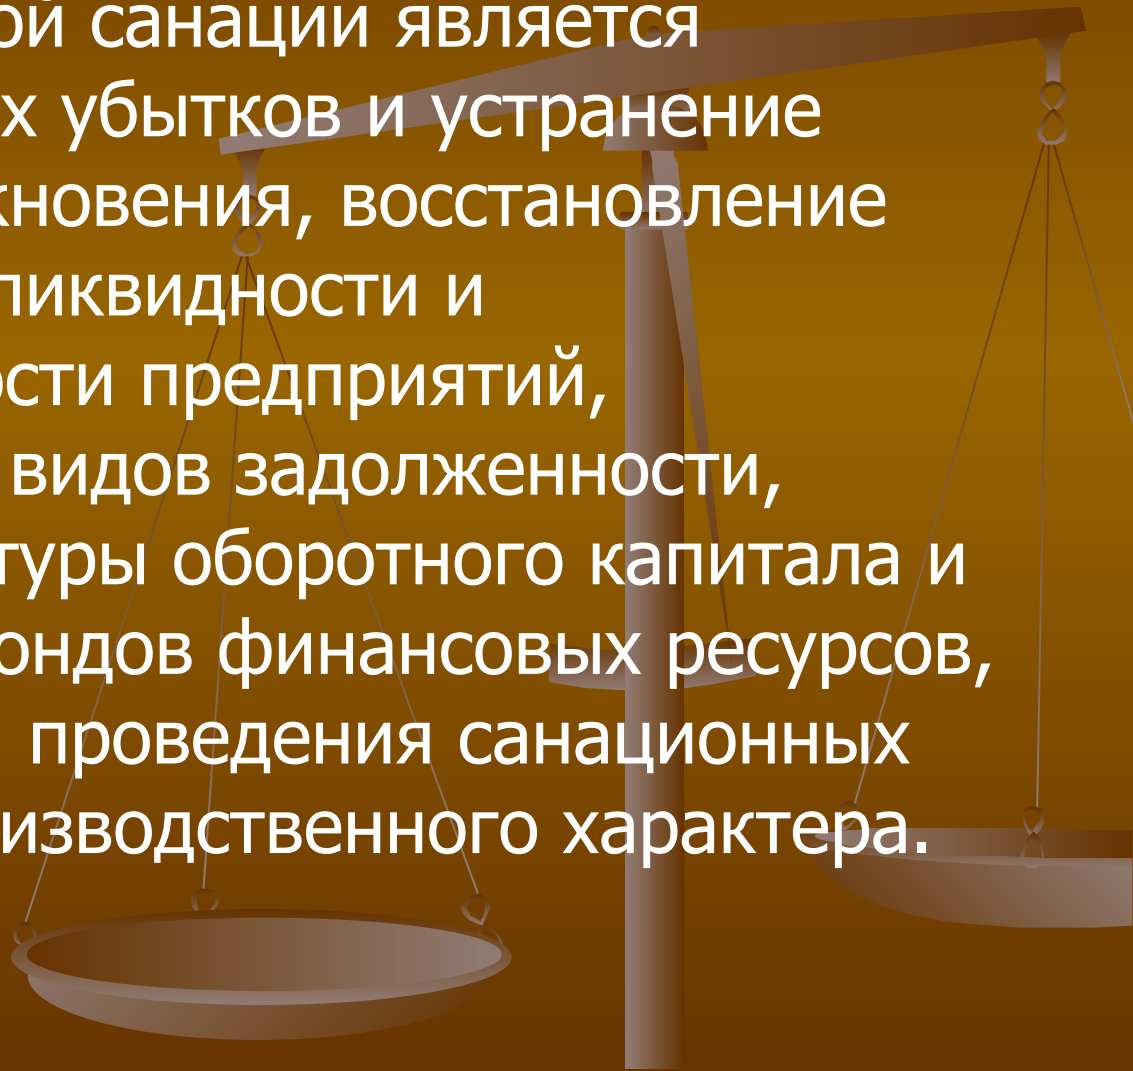 ой санации является
х убытков и устранение
кновения, восстановление
ликвидности и
ости предприятий,
видов задолженности,
туры оборотного капитала и
ондов финансовых ресурсов,
проведения санационных
изводственного характера.